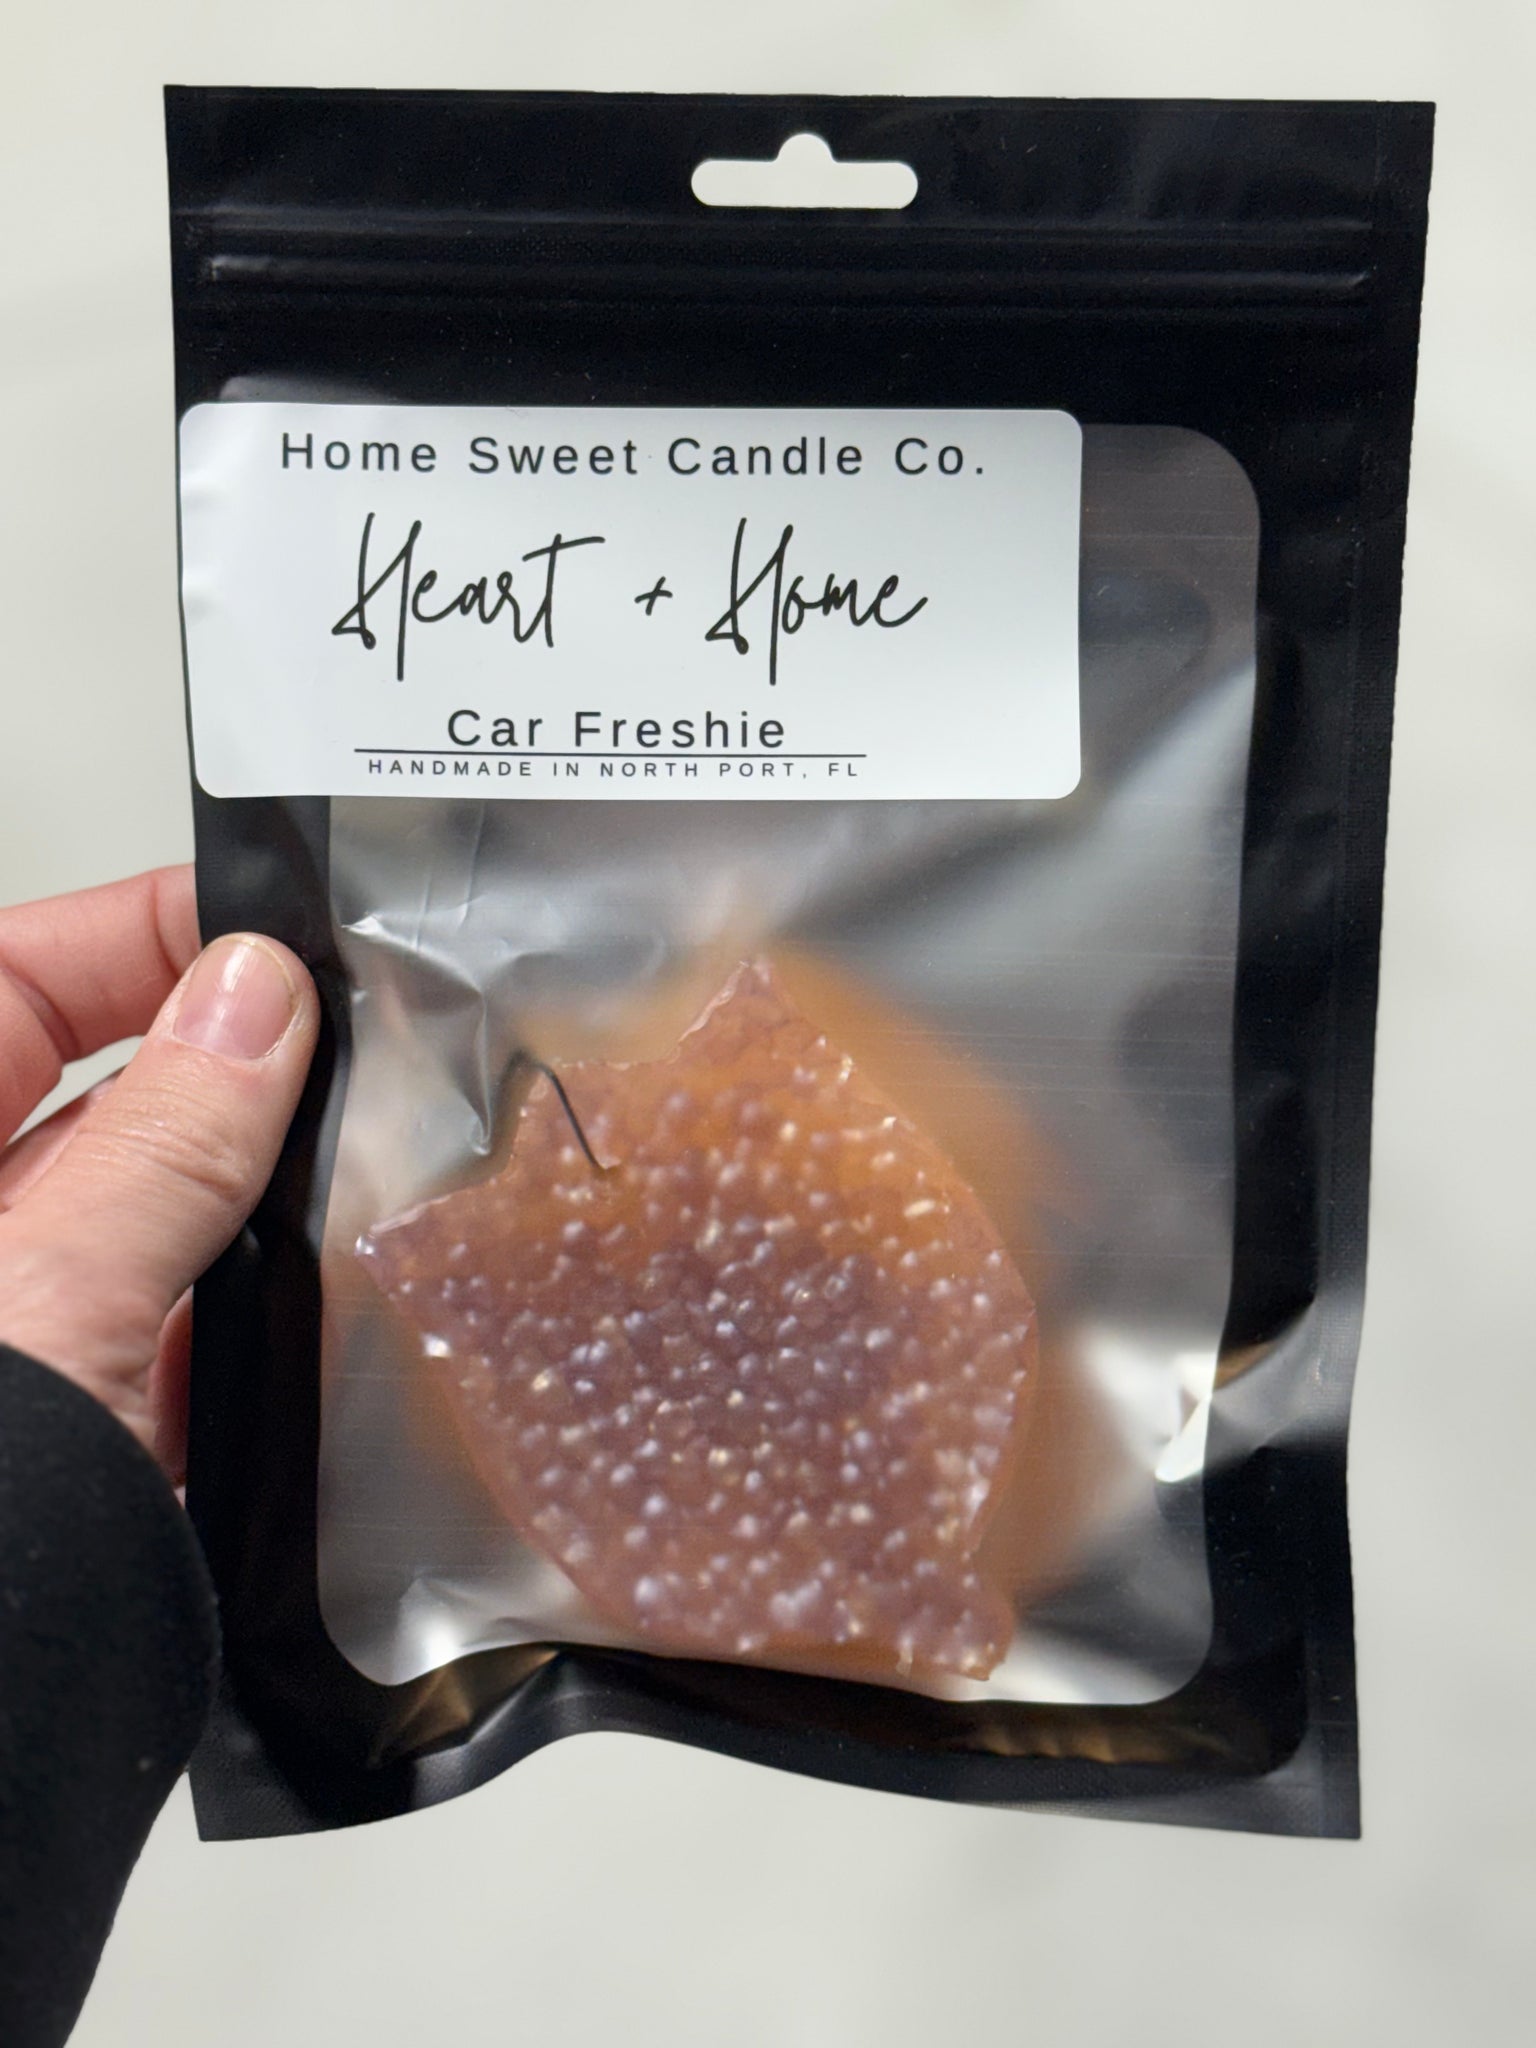 Home Sweet Candle Co.
Heart + Home
Car Freshie
HANDMADE IN NORTH PORT, FL